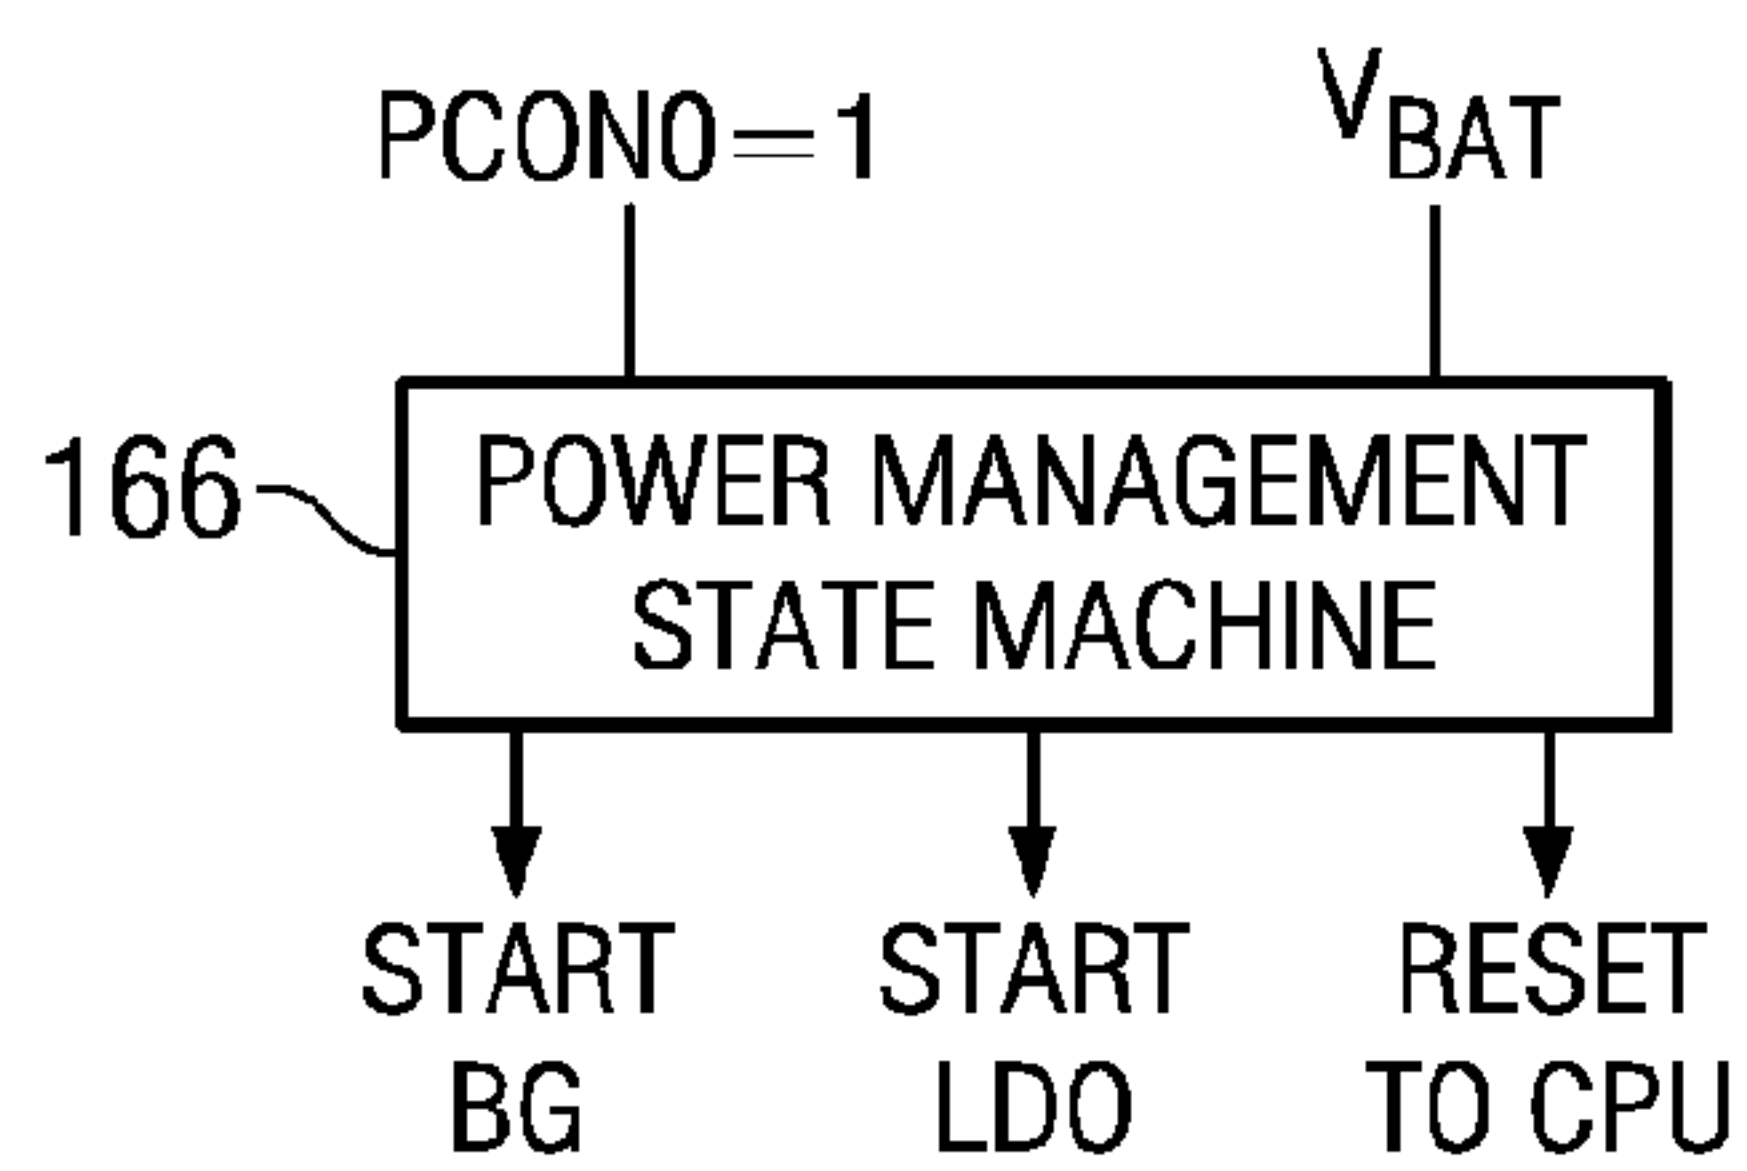 PCON0=1
VBAT
166
POWER MANAGEMENT
STATE MACHINE
START
BG
START
LDO
RESET
TO CPU